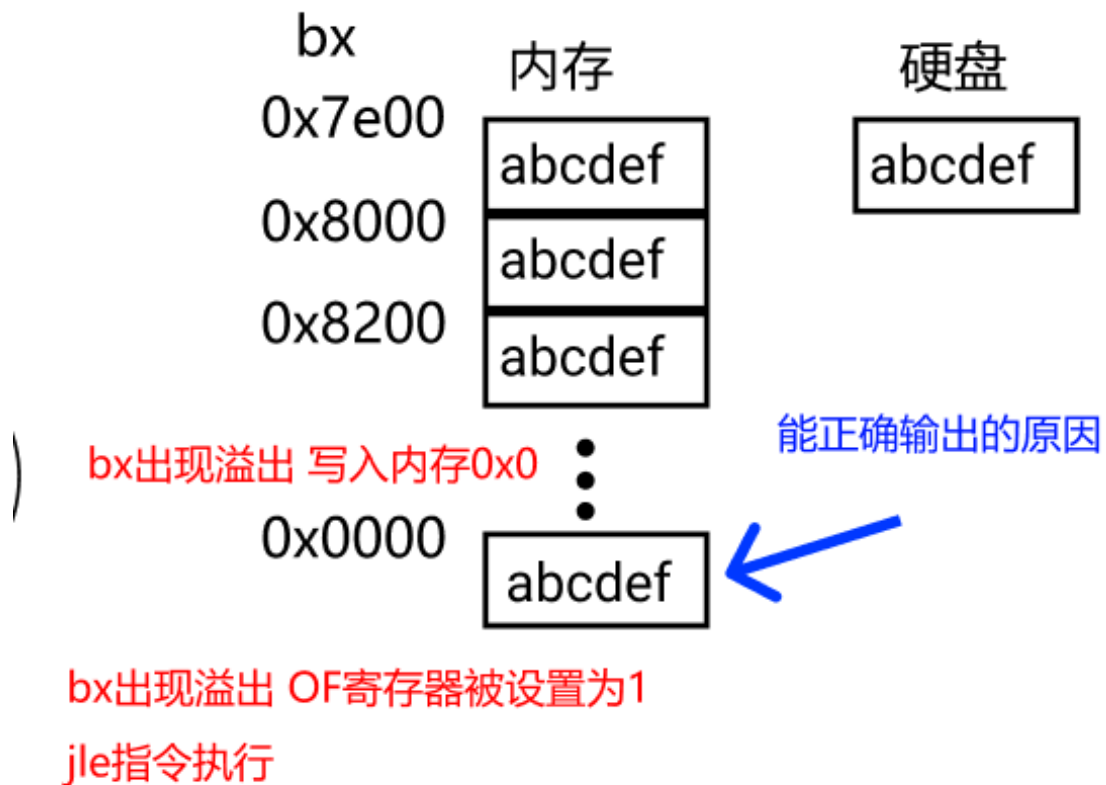 bx 内存 硬盘
0x7e00 abcdef abcdef
0x8000 abcdef
0x8200 abcdef
能正确输出的原因
) bx出现溢出 写入内存0x0
0x0000 abcdef
bx出现溢出 OF寄存器被设置为1
jle指令执行